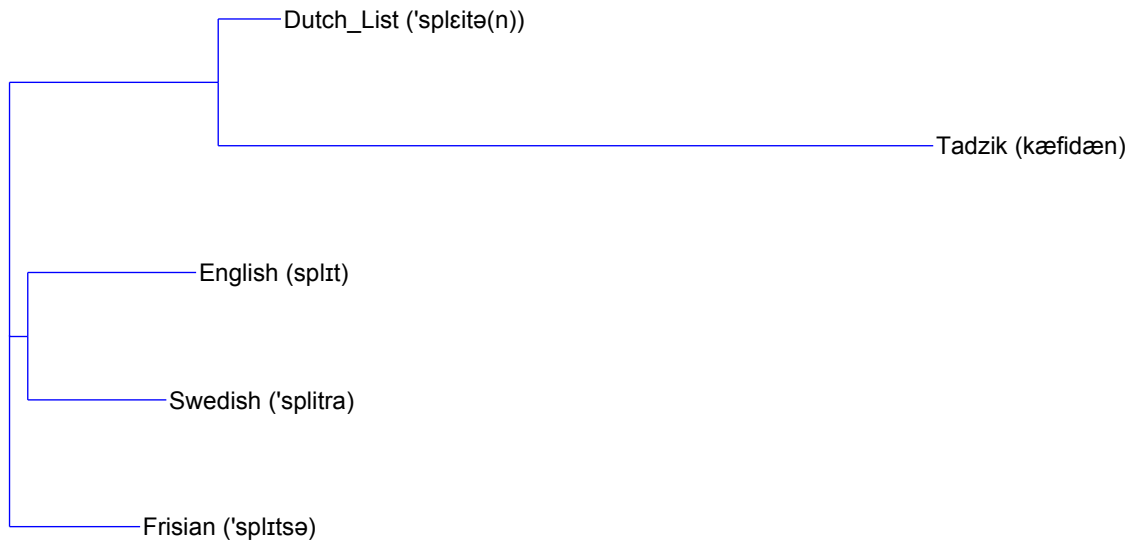 Dutch_List ('splɛitə(n))
Tadzik (kæfidæn)
English (splɪt)
Swedish ('splitra)
Frisian ('splɪtsə)